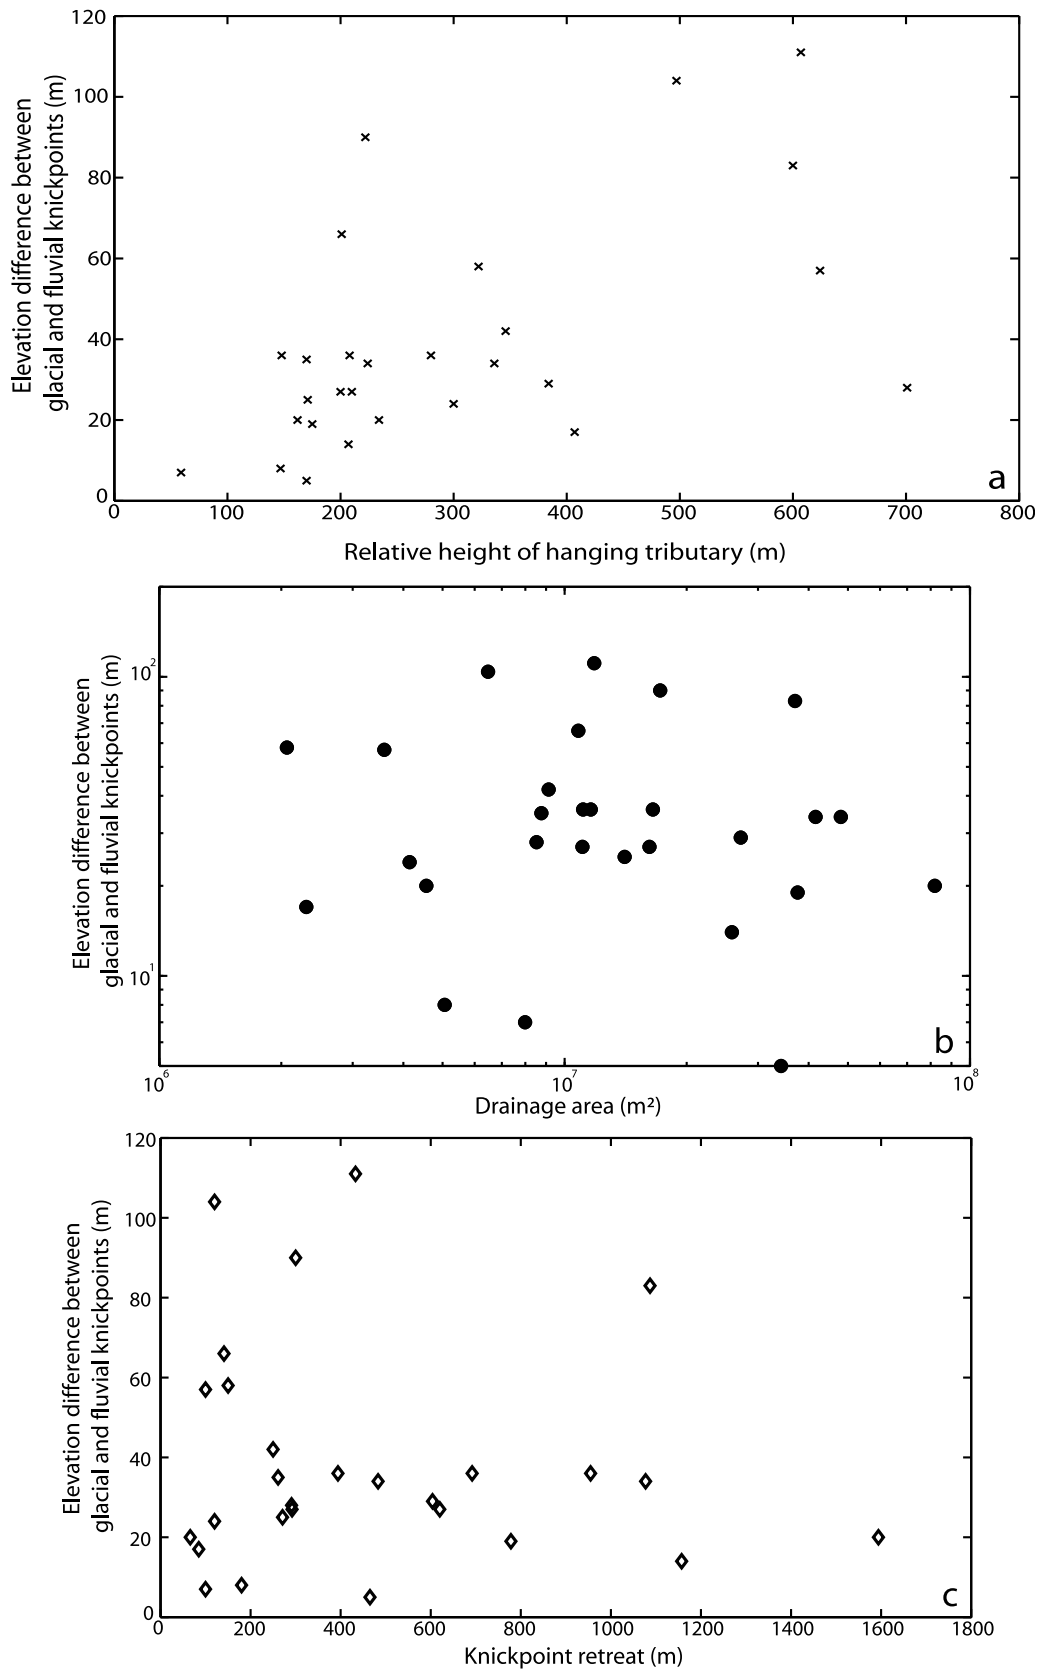 120
100
80
60
40
20
0
Elevation difference between
glacial and fluvial knickpoints (m)
a
0 100 200 300 400 500 600 700 800
Relative height of hanging tributary (m)
10²
10¹
Elevation difference between
glacial and fluvial knickpoints (m)
b
10⁶ 10⁷ 10⁸
Drainage area (m²)
120
100
80
60
40
20
0
Elevation difference between
glacial and fluvial knickpoints (m)
c
0 200 400 600 800 1000 1200 1400 1600 1800
Knickpoint retreat (m)